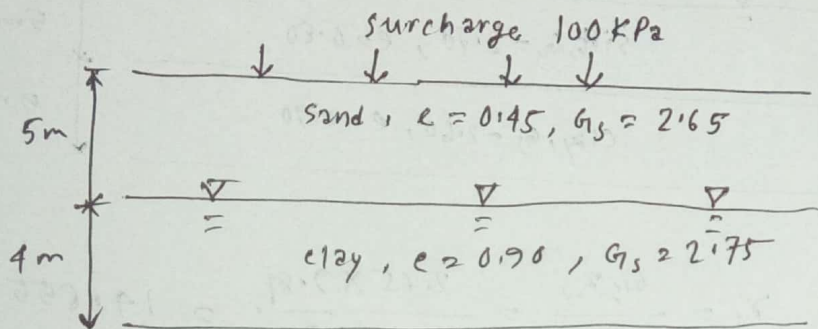 surcharge 100 KPa
sand, e = 0.45, Gs = 2.65
5m
4m
clay, e = 0.90, Gs = 2.75